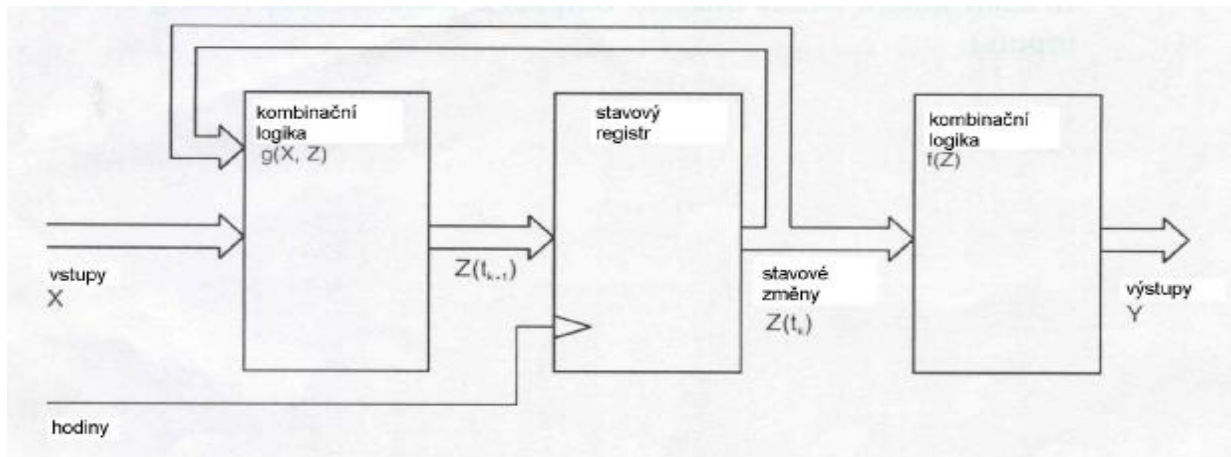 kombinační
logika
g(X, Z)
stavový
registr
kombinační
logika
f(Z)
vstupy
X
Z(tₖ₊₁)
stavové
změny
Z(tₖ)
výstupy
Y
hodiny